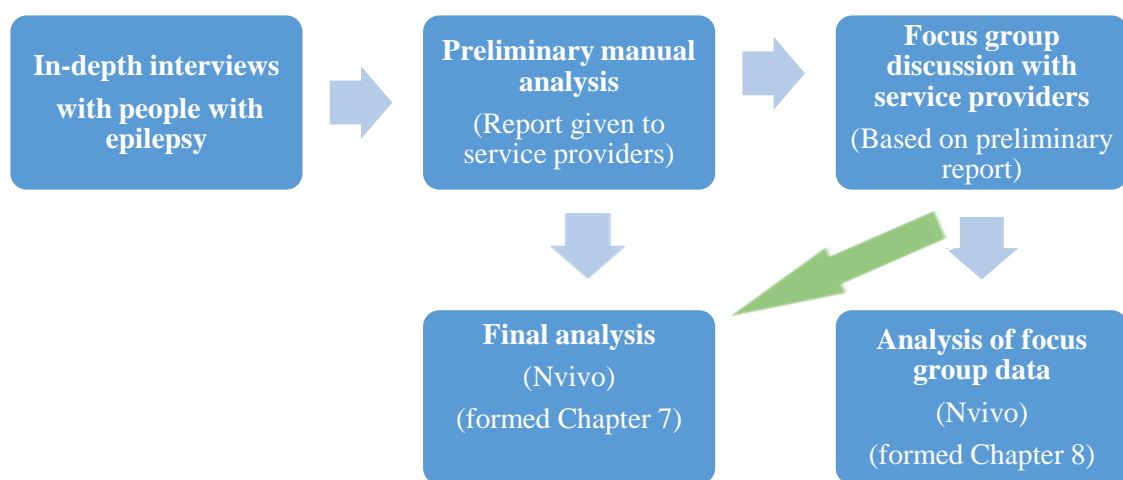 In-depth interviews
with people with
epilepsy
Preliminary manual
analysis
(Report given to
service providers)
Focus group
discussion with
service providers
(Based on preliminary
report)
Final analysis
(Nvivo)
(formed Chapter 7)
Analysis of focus
group data
(Nvivo)
(formed Chapter 8)